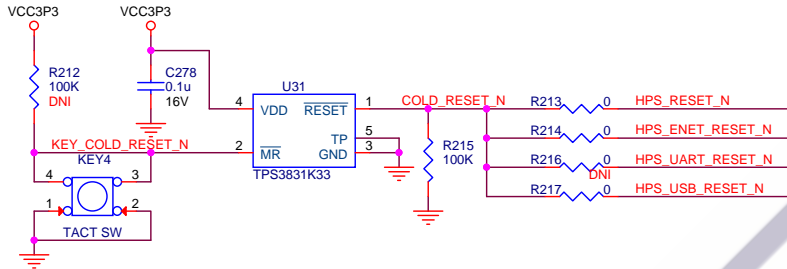 VCC3P3
VCC3P3
R212
100K
DNI
C278
0.1u
16V
U31
4
VDD
RESET
1
COLD_RESET_N
R213
0
HPS_RESET_N
R214
0
HPS_ENET_RESET_N
TP
5
R215
100K
KEY_COLD_RESET_N
2
MR
GND
3
R216
0
DNI
HPS_UART_RESET_N
KEY4
TPS3831K33
R217
0
HPS_USB_RESET_N
4
3
1
2
TACT SW